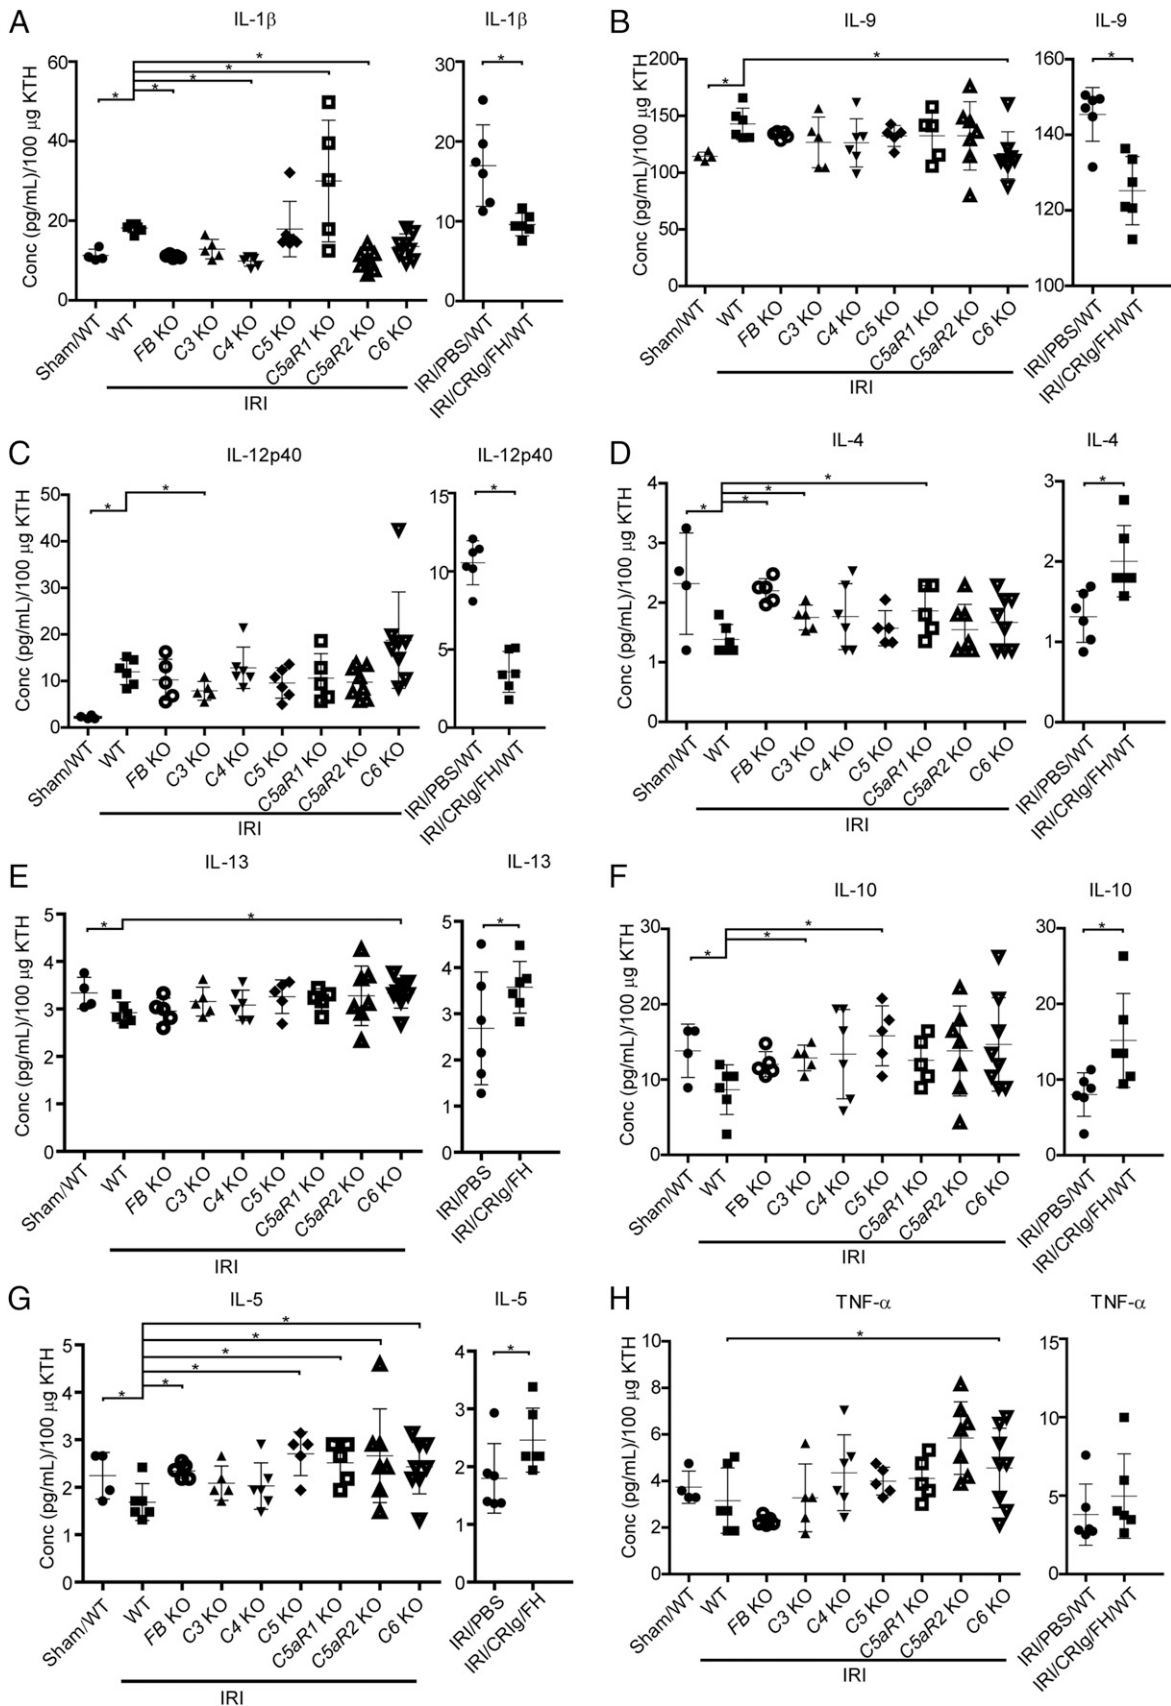 A
IL-1β
IL-1β
Conc (pg/mL)/100 µg KTH
60
40
20
0
* * * * *
30
20
10
0
*
Sham/WT
WT
FB KO
C3 KO
C4 KO
C5 KO
C5aR1 KO
C5aR2 KO
C6 KO
IRI
IRI/PBS/WT
IRI/CRIg/FH/WT
B
IL-9
IL-9
Conc (pg/mL)/100 µg KTH
200
150
100
50
0
* *
160
140
120
100
*
Sham/WT
WT
FB KO
C3 KO
C4 KO
C5 KO
C5aR1 KO
C5aR2 KO
C6 KO
IRI
IRI/PBS/WT
IRI/CRIg/FH/WT
C
IL-12p40
IL-12p40
Conc (pg/mL)/100 µg KTH
50
40
30
20
10
0
* *
15
10
5
0
*
Sham/WT
WT
FB KO
C3 KO
C4 KO
C5 KO
C5aR1 KO
C5aR2 KO
C6 KO
IRI
IRI/PBS/WT
IRI/CRIg/FH/WT
D
IL-4
IL-4
Conc (pg/mL)/100 µg KTH
4
3
2
1
0
* * * *
3
2
1
0
*
Sham/WT
WT
FB KO
C3 KO
C4 KO
C5 KO
C5aR1 KO
C5aR2 KO
C6 KO
IRI
IRI/PBS/WT
IRI/CRIg/FH/WT
E
IL-13
IL-13
Conc (pg/mL)/100 µg KTH
5
4
3
2
1
0
* *
5
4
3
2
1
0
*
Sham/WT
WT
FB KO
C3 KO
C4 KO
C5 KO
C5aR1 KO
C5aR2 KO
C6 KO
IRI
IRI/PBS
IRI/CRIg/FH
F
IL-10
IL-10
Conc (pg/mL)/100 µg KTH
30
20
10
0
* * *
30
20
10
0
*
Sham/WT
WT
FB KO
C3 KO
C4 KO
C5 KO
C5aR1 KO
C5aR2 KO
C6 KO
IRI
IRI/PBS/WT
IRI/CRIg/FH/WT
G
IL-5
IL-5
Conc (pg/mL)/100 µg KTH
5
4
3
2
1
0
* * * * * *
4
3
2
1
0
*
Sham/WT
WT
FB KO
C3 KO
C4 KO
C5 KO
C5aR1 KO
C5aR2 KO
C6 KO
IRI
IRI/PBS
IRI/CRIg/FH
H
TNF-α
TNF-α
Conc (pg/mL)/100 µg KTH
10
8
6
4
2
0
*
15
10
5
0
Sham/WT
WT
FB KO
C3 KO
C4 KO
C5 KO
C5aR1 KO
C5aR2 KO
C6 KO
IRI
IRI/PBS/WT
IRI/CRIg/FH/WT